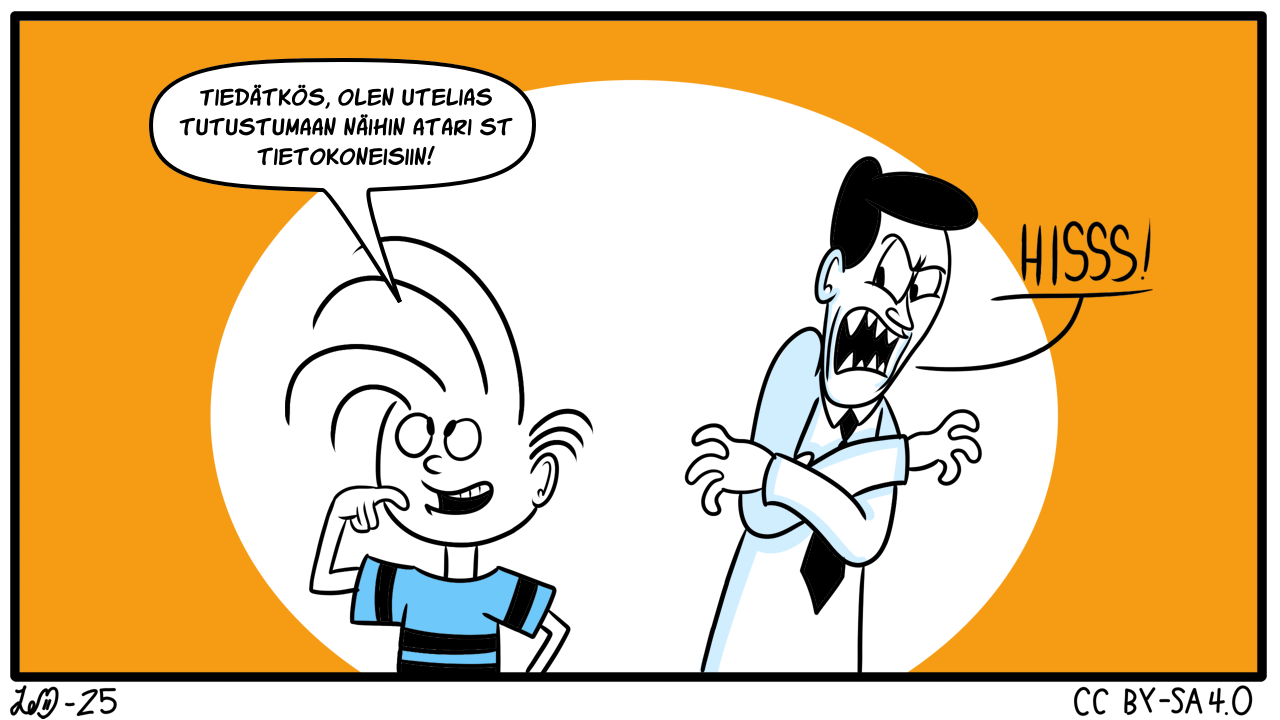 TIEDÄTKÖS, OLEN UTELIAS
TUTUSTUMAAN NÄIHIN ATARI ST
TIETOKONEISIIN!
HISSS!
-25
CC BY-SA 4.0